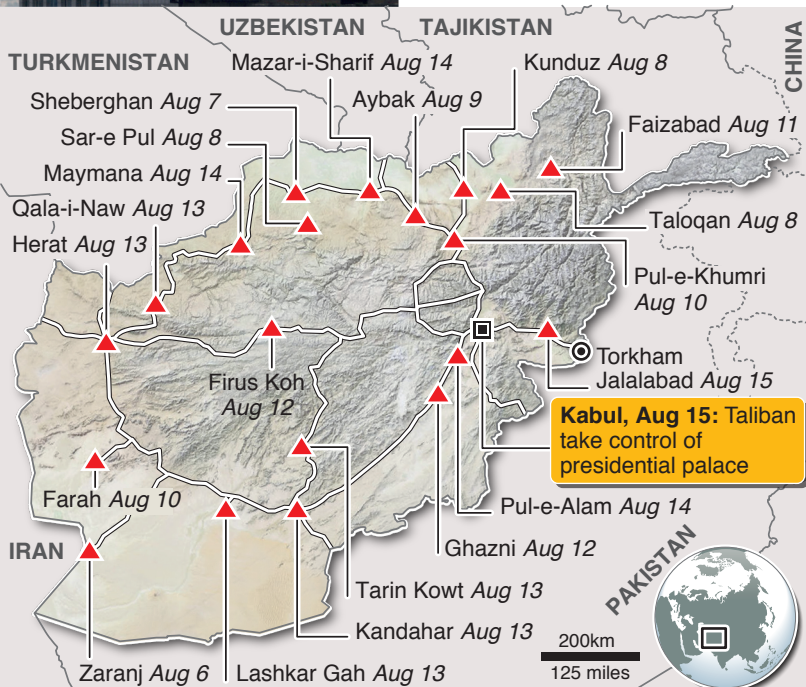 UZBEKISTAN
TAJIKISTAN
CHINA
TURKMENISTAN
Mazar-i-Sharif Aug 14
Kunduz Aug 8
Sheberghan Aug 7
Aybak Aug 9
Faizabad Aug 11
Sar-e Pul Aug 8
Maymana Aug 14
Qala-i-Naw Aug 13
Taloqan Aug 8
Herat Aug 13
Pul-e-Khumri
Aug 10
Firus Koh
Aug 12
Torkham
Jalalabad Aug 15
Kabul, Aug 15: Taliban
take control of
presidential palace
Farah Aug 10
Pul-e-Alam Aug 14
IRAN
Ghazni Aug 12
PAKISTAN
Tarin Kowt Aug 13
Kandahar Aug 13
200km
125 miles
Zaranj Aug 6
Lashkar Gah Aug 13